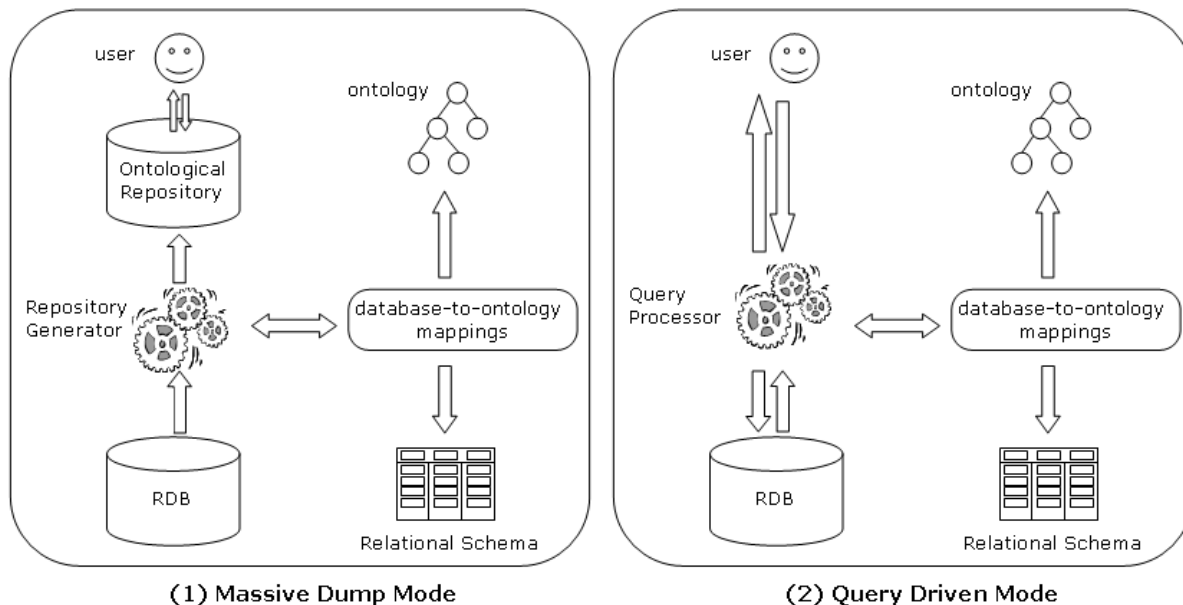 user
ontology
Ontological
Repository
Repository
Generator
database-to-ontology
mappings
RDB
Relational Schema
(1) Massive Dump Mode
user
ontology
Query
Processor
database-to-ontology
mappings
RDB
Relational Schema
(2) Query Driven Mode